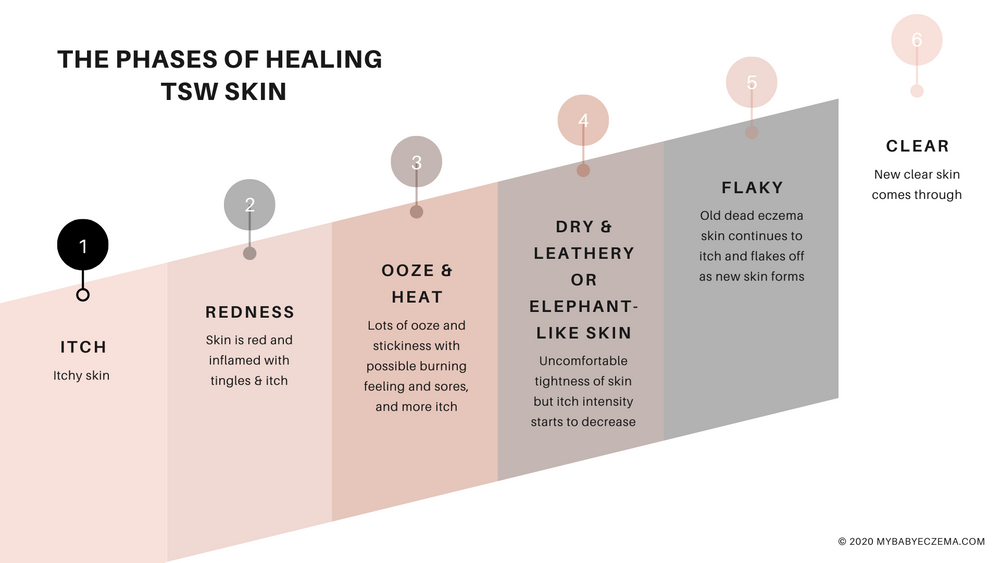 THE PHASES OF HEALING
TSW SKIN
1
ITCH
Itchy skin
2
REDNESS
Skin is red and
inflamed with
tingles & itch
3
OOZE &
HEAT
Lots of ooze and
stickiness with
possible burning
feeling and sores,
and more itch
4
DRY &
LEATHERY
OR
ELEPHANT-
LIKE SKIN
Uncomfortable
tightness of skin
but itch intensity
starts to decrease
5
FLAKY
Old dead eczema
skin continues to
itch and flakes off
as new skin forms
6
CLEAR
New clear skin
comes through
© 2020 MYBABYECZEMA.COM